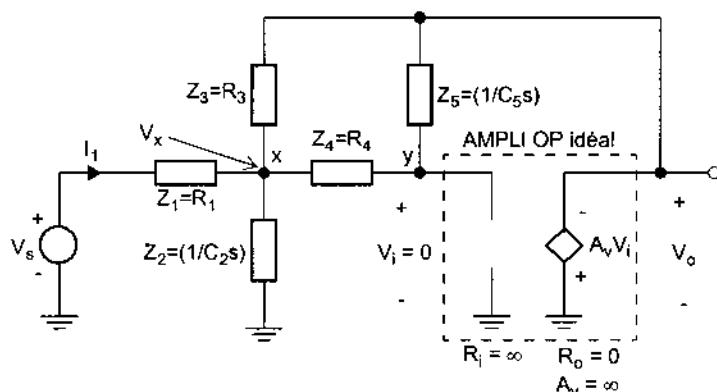 Z3=R3
Z5=(1/C5s)
Vx
Z4=R4
AMPLI OP idéal
I1
x
y
Z1=R1
+
+
-
+
Vs
Z2=(1/C2s)
Vi = 0
AvVi
Vo
-
-
+
-
Ri = ∞
Ro = 0
Av = ∞